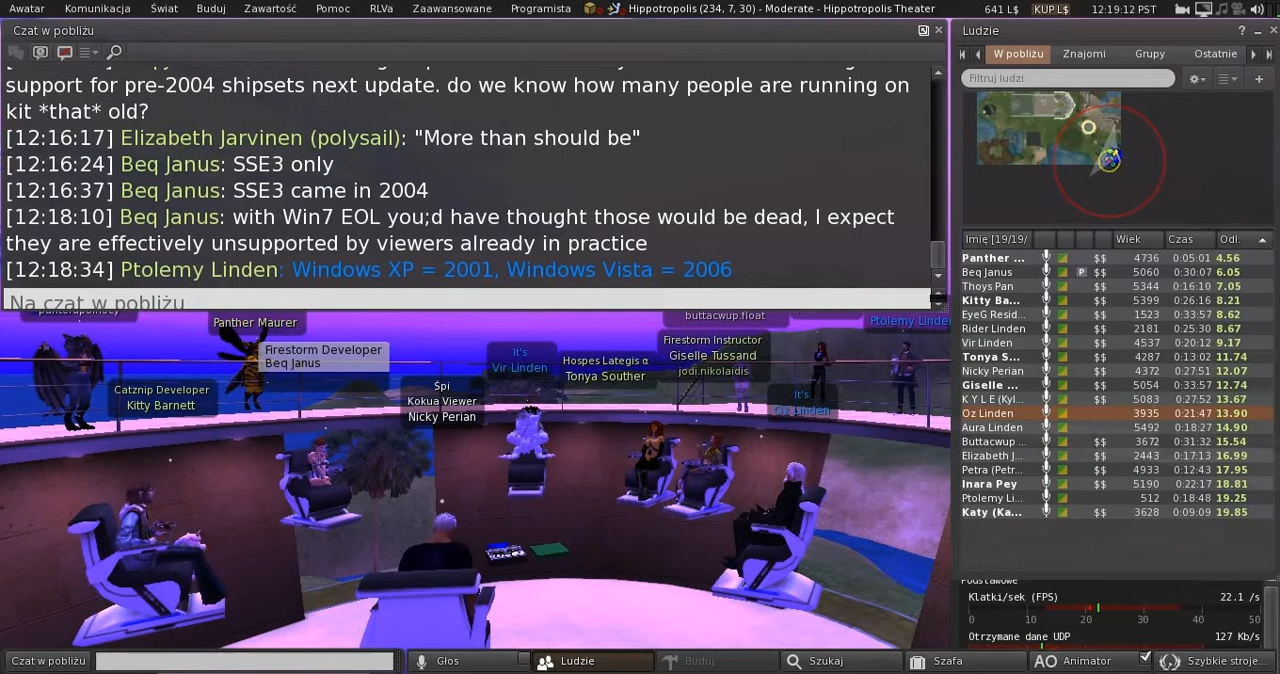 Awatar Komunikacja Świat Buduj Zawartość Pomoc RLVa Zaawansowane Programista Hippotropolis (234, 7, 30) - Moderate - Hippotropolis Theater 641 L$ KUP L$ 12:19:12 PST
Czat w pobliżu
support for pre-2004 shipsets next update. do we know how many people are running on
kit *that* old?
[12:16:17] Elizabeth Jarvinen (polysail): "More than should be"
[12:16:24] Beq Janus: SSE3 only
[12:16:37] Beq Janus: SSE3 came in 2004
[12:18:10] Beq Janus: with Win7 EOL you;d have thought those would be dead, I expect
they are effectively unsupported by viewers already in practice
[12:18:34] Ptolemy Linden: Windows XP = 2001, Windows Vista = 2006
Na czat w pobliżu
Panther Maurer
Firestorm Developer
Beq Janus
Catznip Developer
Kitty Barnett
Śpi
Kokua Viewer
Nicky Perian
It's
Vir Linden
Hospes Lategis α
Tonya Souther
buttacwup.float
Firestorm Instructor
Giselle Tussand
jodi.nikolaidis
It's
Oz Linden
Ptolemy Linden
Ludzie
? –
W pobliżu Znajomi Grupy Ostatnie
Filtruj ludzi
Imię [19/19/ Wiek Czas Odl.
Panther ... $$ 4736 0:05:01 4.56
Beq Janus P $$ 5060 0:30:07 6.05
Thoys Pan $$ 5344 0:16:10 7.05
Kitty Ba... $$ 5399 0:26:16 8.21
EyeG Resid... $$ 1523 0:33:57 8.62
Rider Linden $$ 2181 0:25:30 8.67
Vir Linden $$ 4537 0:20:12 9.17
Tonya S... $$ 4287 0:13:02 11.74
Nicky Perian $$ 4372 0:27:51 12.07
Giselle ... $$ 5054 0:33:57 12.74
K Y L E (Kyl... $$ 5083 0:27:52 13.67
Oz Linden 3935 0:21:47 13.90
Aura Linden 5492 0:18:27 14.90
Buttacwup ... $$ 3672 0:31:32 15.54
Elizabeth J... $$ 2443 0:17:13 16.99
Petra (Petr... $$ 4933 0:12:43 17.95
Inara Pey $$ 5190 0:22:17 18.81
Ptolemy Li... 512 0:18:48 19.25
Katy (Ka... $$ 3628 0:09:09 19.85
Podstawowe
Klatki/sek (FPS) 22.1 /s
0 10 20 30 40 50
Otrzymane dane UDP 127 Kb/s
Czat w pobliżu Głos Ludzie Buduj Szukaj Szafa AO Animator Szybkie stroje...